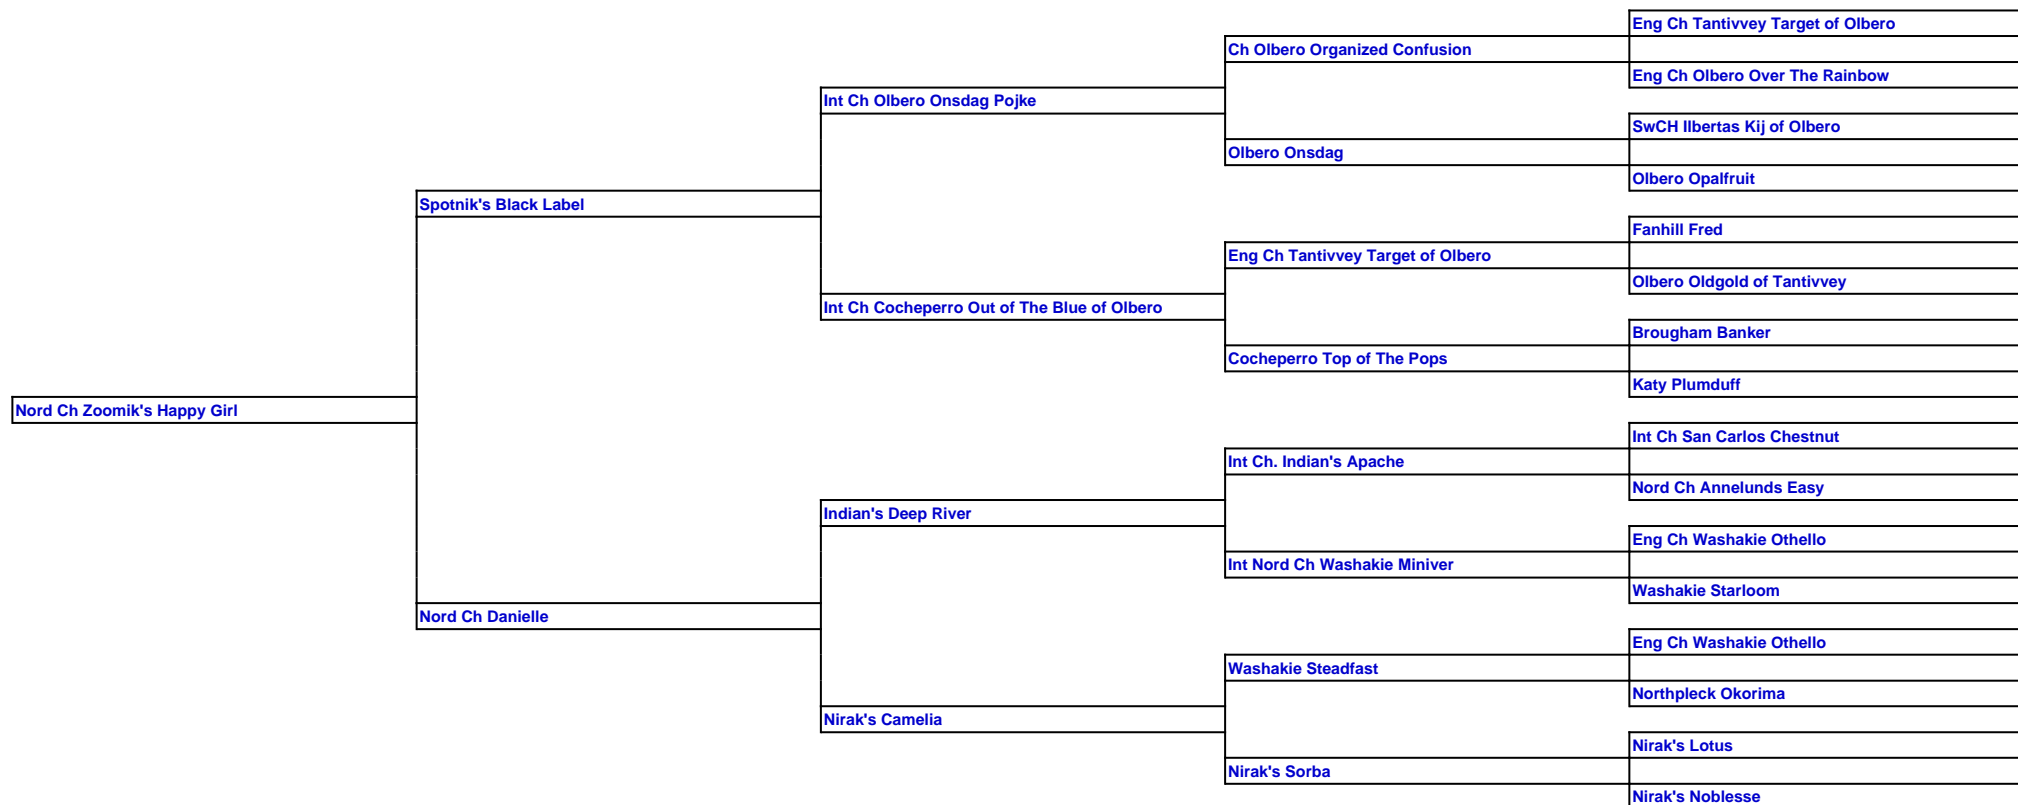 Eng Ch Tantivvey Target of Olbero
Ch Olbero Organized Confusion
Eng Ch Olbero Over The Rainbow
Int Ch Olbero Onsdag Pojke
SwCH Ilbertas Kij of Olbero
Olbero Onsdag
Olbero Opalfruit
Spotnik's Black Label
Fanhill Fred
Eng Ch Tantivvey Target of Olbero
Olbero Oldgold of Tantivvey
Int Ch Cocheperro Out of The Blue of Olbero
Brougham Banker
Cocheperro Top of The Pops
Katy Plumduff
Nord Ch Zoomik's Happy Girl
Int Ch San Carlos Chestnut
Int Ch. Indian's Apache
Nord Ch Annelunds Easy
Indian's Deep River
Eng Ch Washakie Othello
Int Nord Ch Washakie Miniver
Washakie Starloom
Nord Ch Danielle
Eng Ch Washakie Othello
Washakie Steadfast
Northpleck Okorima
Nirak's Camelia
Nirak's Lotus
Nirak's Sorba
Nirak's Noblesse